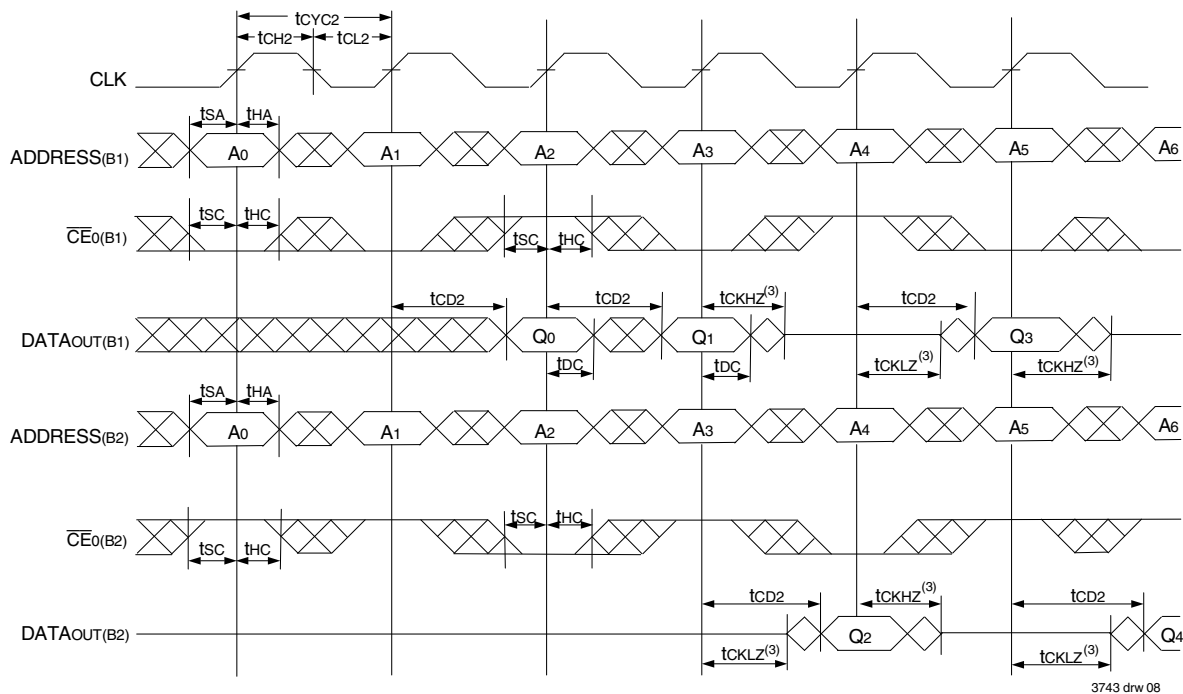 tCYC2
tCH2 tCL2
CLK
tSA tHA
ADDRESS(B1) A0 A1 A2 A3 A4 A5 A6
tSC tHC
CE0(B1)
tSC tHC
tCD2 tCD2 tCKHZ(3) tCD2
DATAOUT(B1) Q0 Q1 Q3
tDC tDC tCKLZ(3) tCKHZ(3)
tSA tHA
ADDRESS(B2) A0 A1 A2 A3 A4 A5 A6
tSC tHC
CE0(B2)
tSC tHC
tCD2 tCKHZ(3) tCD2
DATAOUT(B2) Q2 Q4
tCKLZ(3) tCKLZ(3)
3743 drw 08